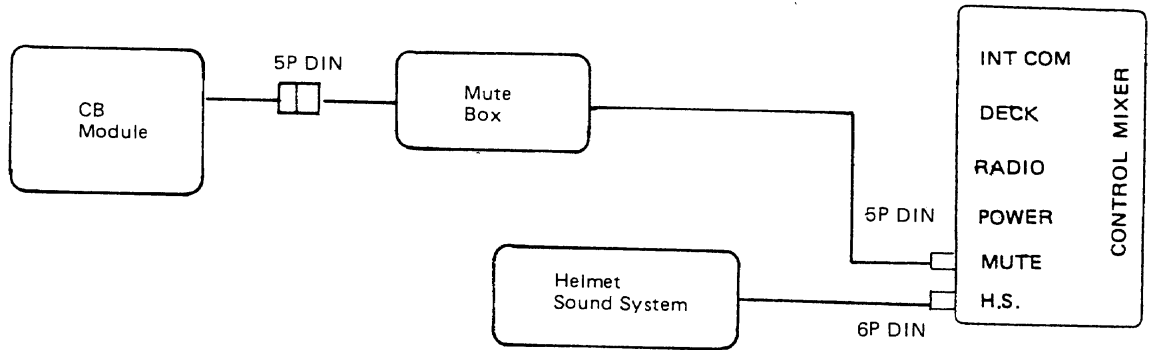 5P DIN
CB
Module
Mute
Box
INT COM
DECK
RADIO
POWER
MUTE
H.S.
CONTROL MIXER
5P DIN
Helmet
Sound System
6P DIN